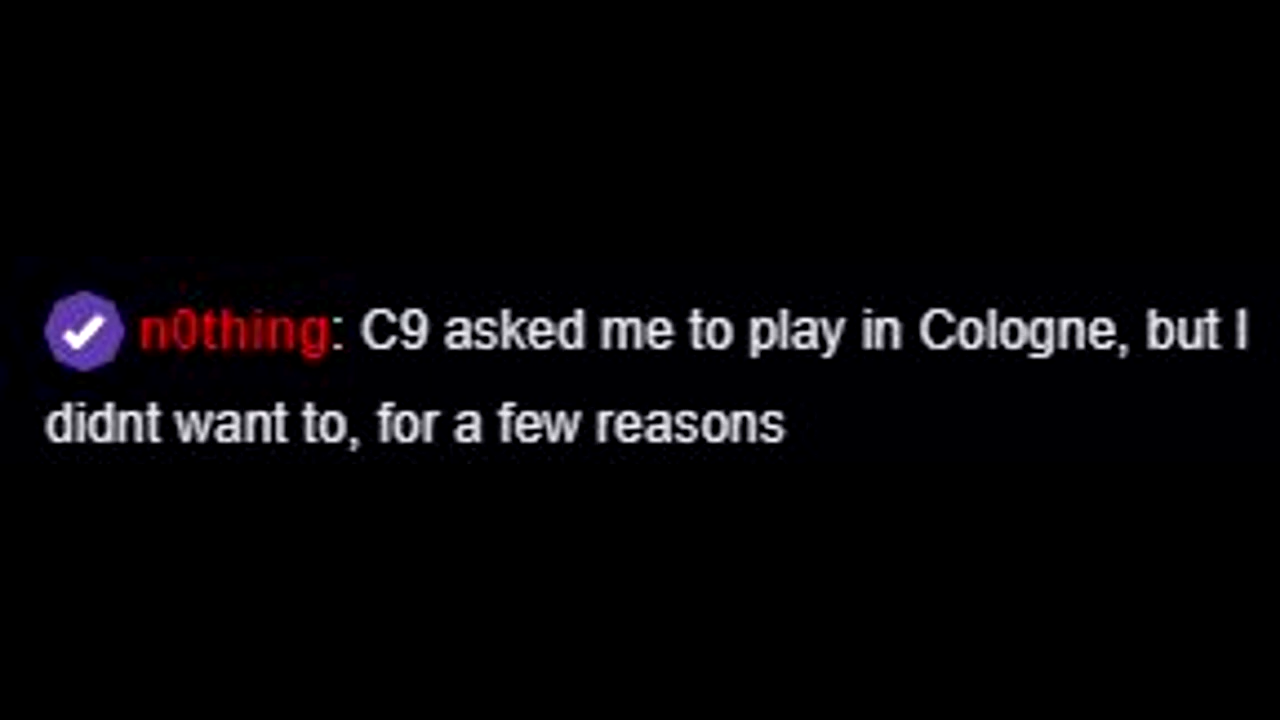 n0thing: C9 asked me to play in Cologne, but I
didnt want to, for a few reasons